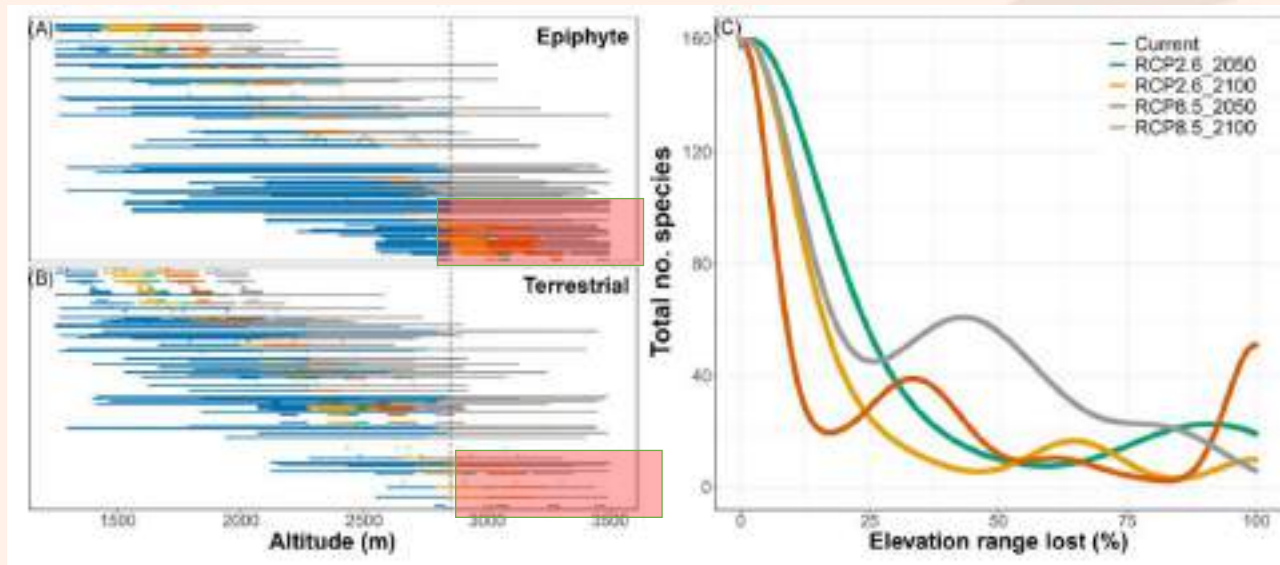 (A)
Epiphyte
(B)
Terrestrial
1500
2000
2500
3000
3500
Altitude (m)
(C)
Total no. species
160
120
80
40
0
Current
RCP2.6_2050
RCP2.6_2100
RCP8.5_2050
RCP8.5_2100
0
25
50
75
100
Elevation range lost (%)